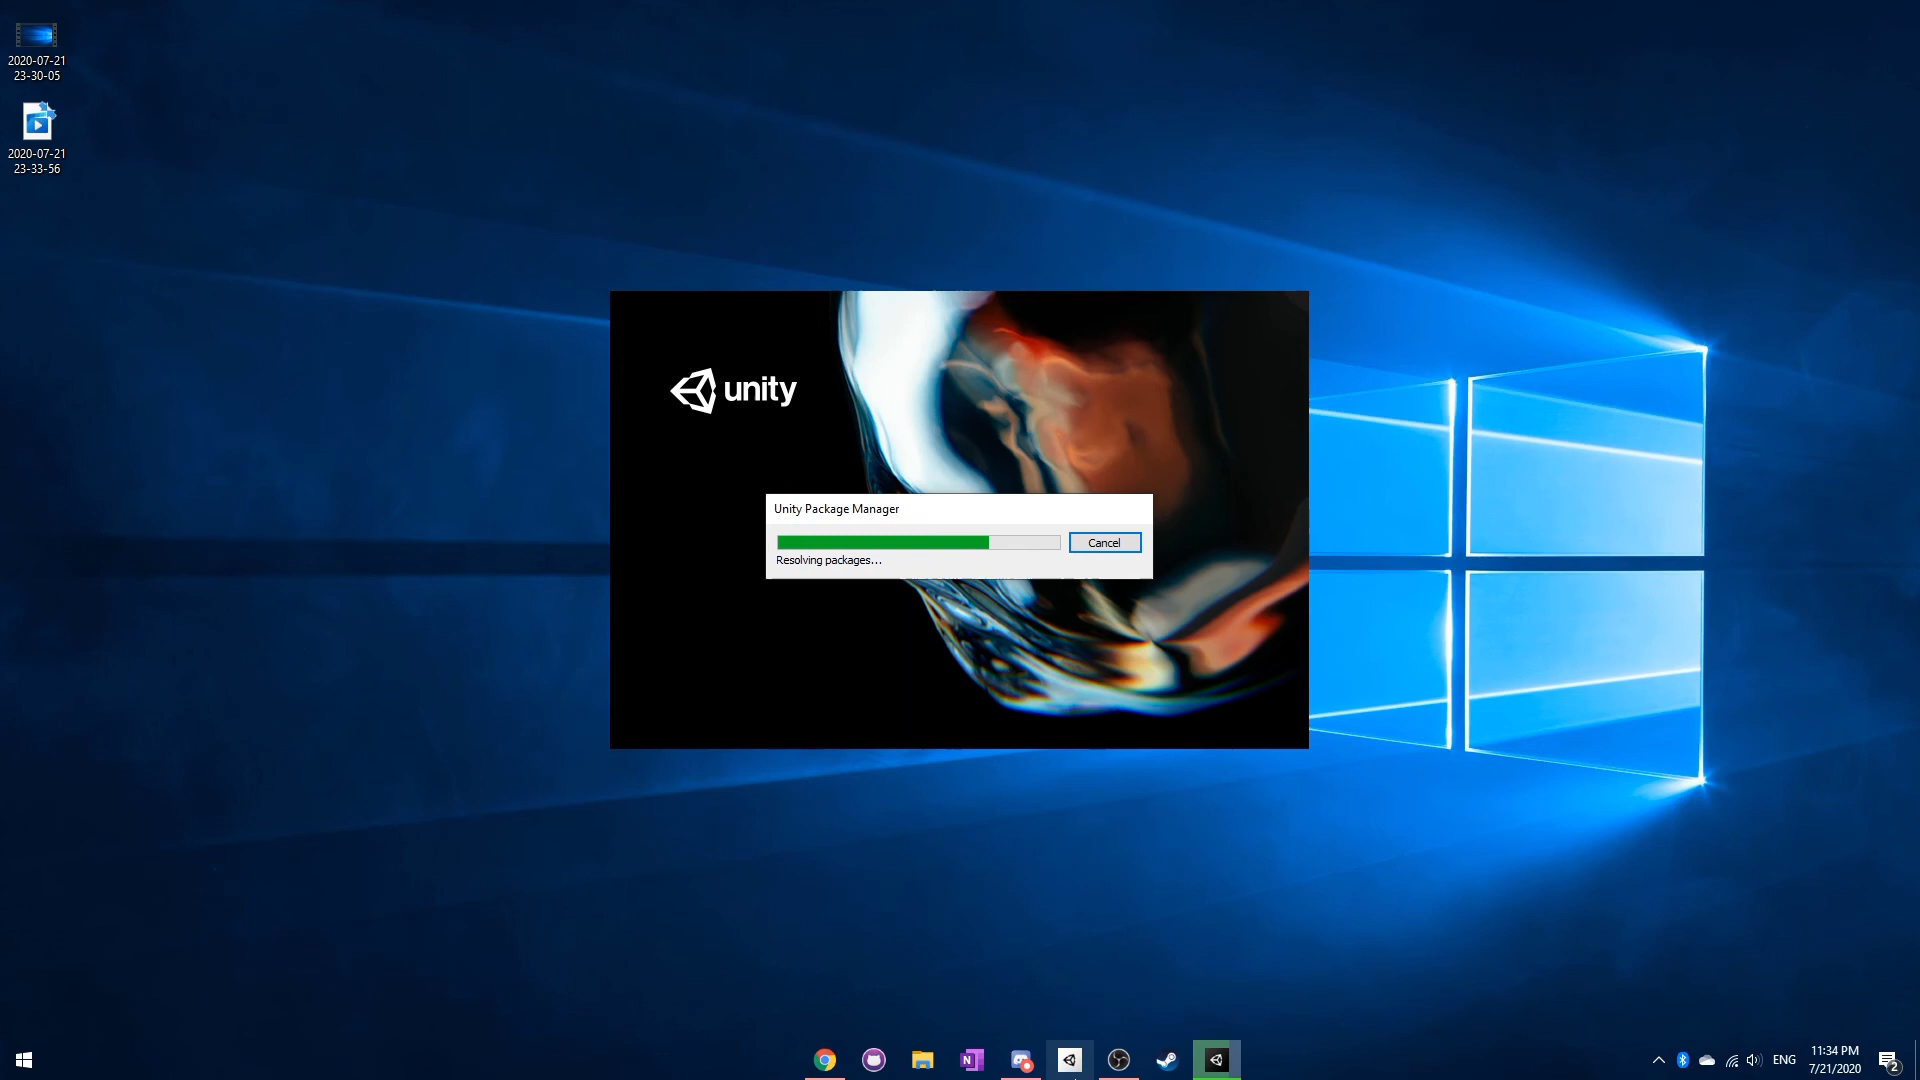 2020-07-21
23-30-05
2020-07-21
23-33-56
unity
Unity Package Manager
Cancel
Resolving packages...
N
ENG
11:34 PM
7/21/2020
2